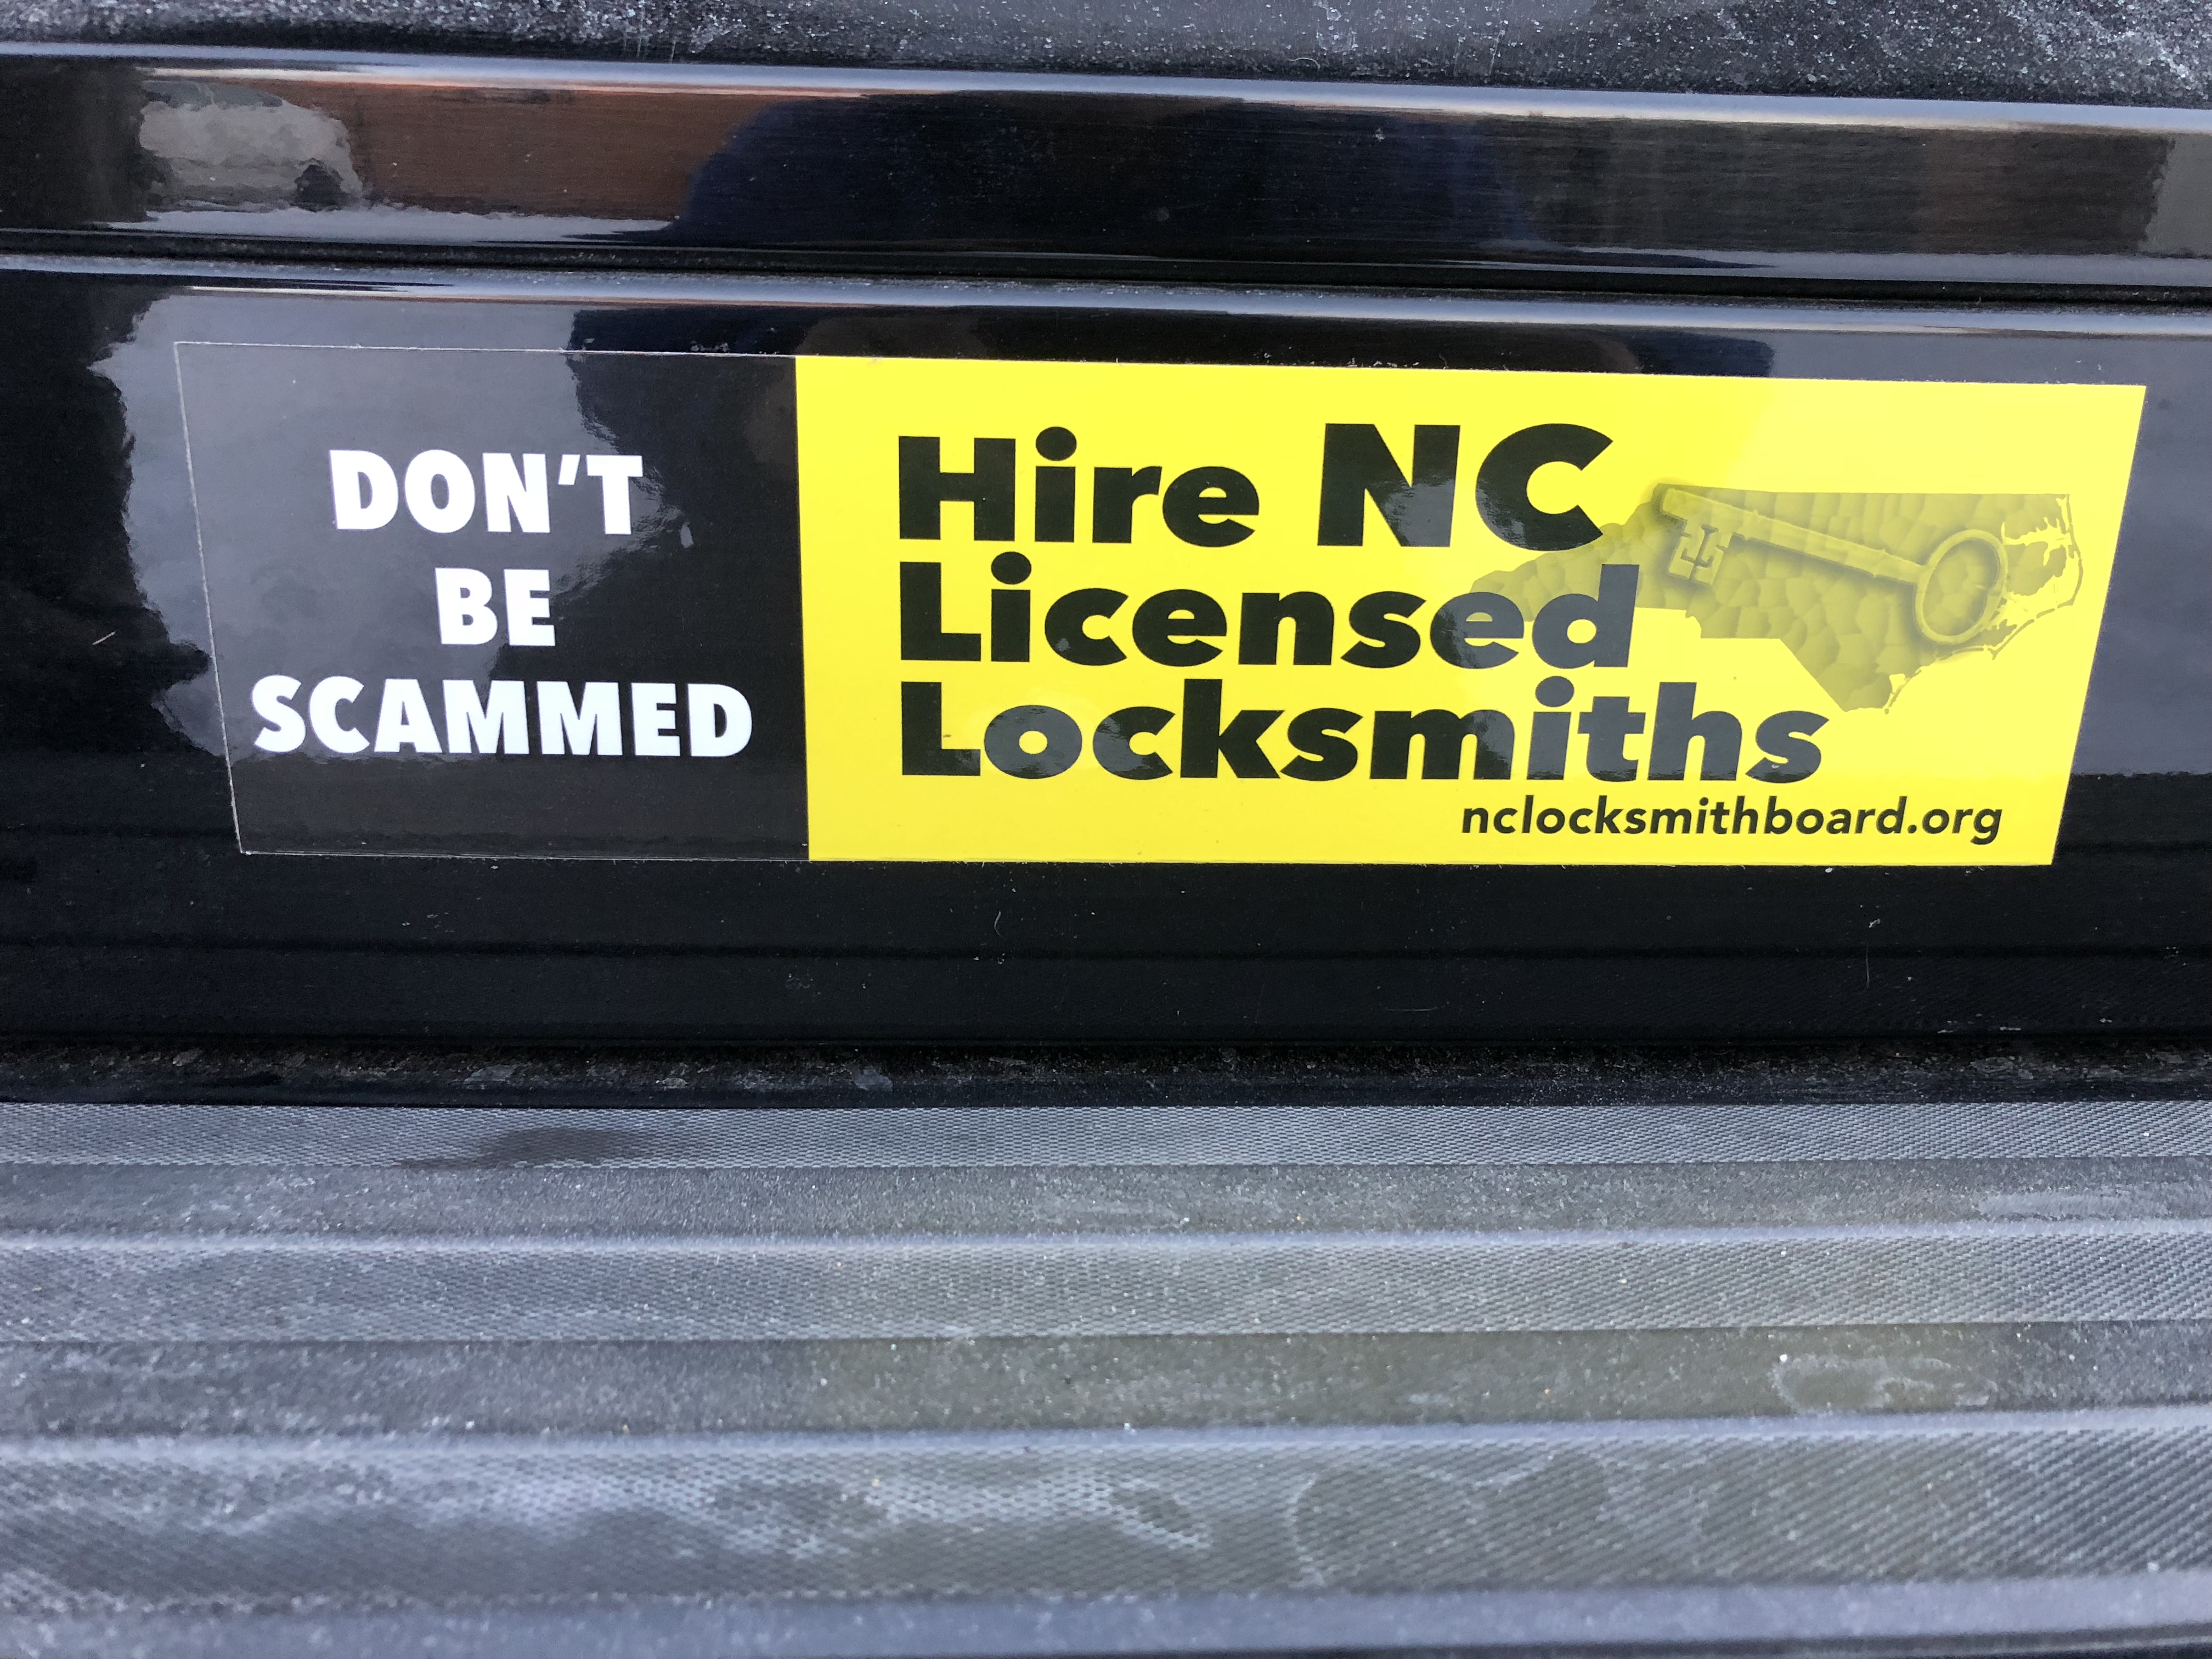 DON'T
BE
SCAMMED
Hire NC
Licensed
Locksmiths
nclocksmithboard.org